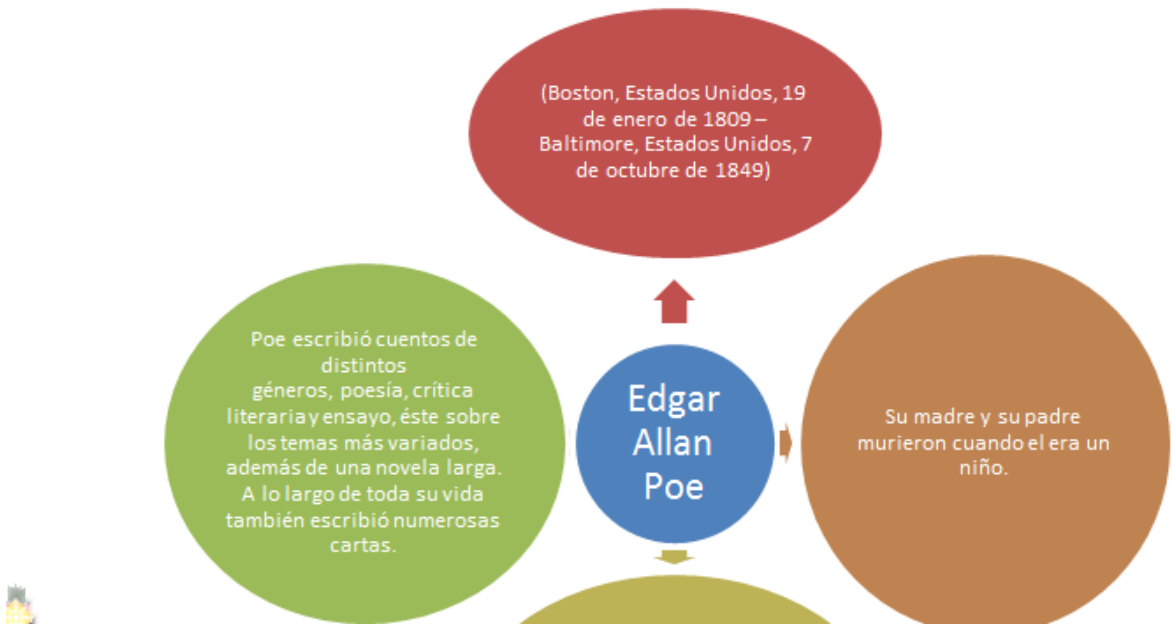 (Boston, Estados Unidos, 19
de enero de 1809 –
Baltimore, Estados Unidos, 7
de octubre de 1849)
Poe escribió cuentos de
distintos
géneros, poesía, crítica
literaria y ensayo, éste sobre
los temas más variados,
además de una novela larga.
A lo largo de toda su vida
también escribió numerosas
cartas.
Edgar
Allan
Poe
Su madre y su padre
murieron cuando el era un
niño.